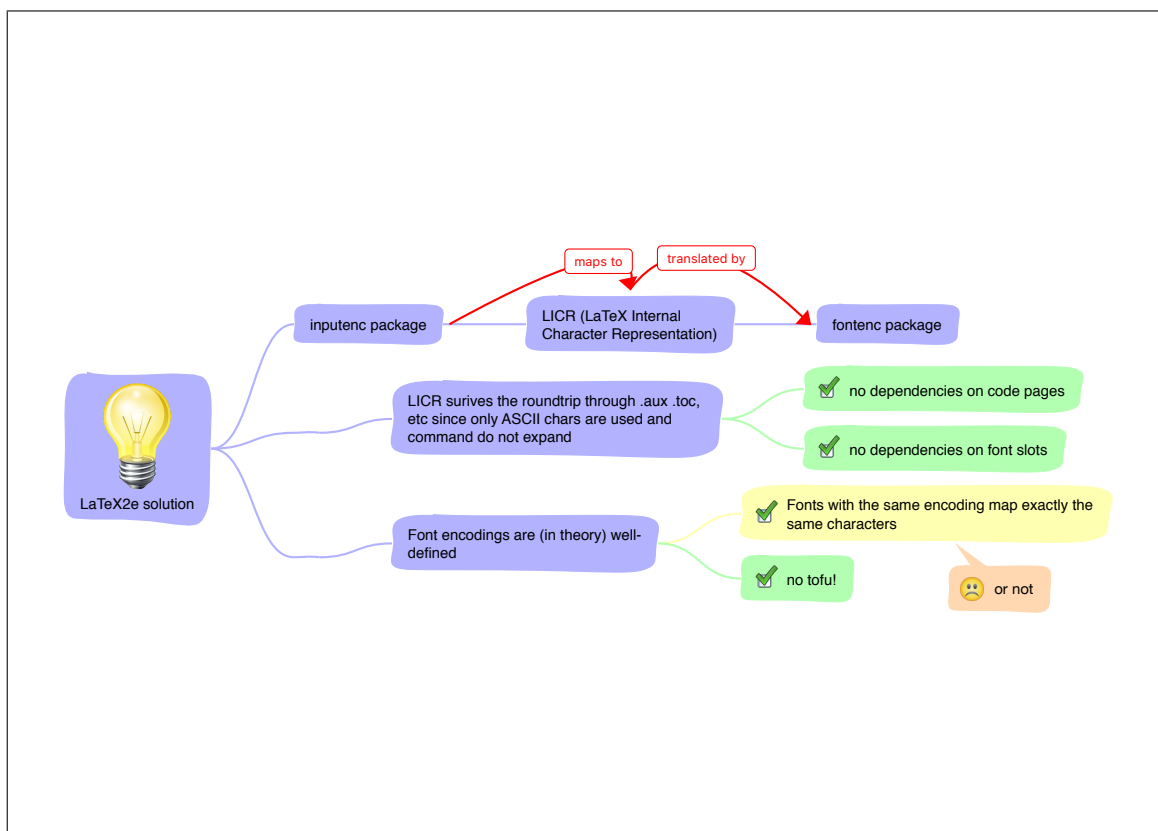 maps to
translated by
inputenc package
LICR (LaTeX Internal
Character Representation)
fontenc package
LaTeX2e solution
LICR surives the roundtrip through .aux .toc,
etc since only ASCII chars are used and
command do not expand
no dependencies on code pages
no dependencies on font slots
Font encodings are (in theory) well-
defined
Fonts with the same encoding map exactly the
same characters
no tofu!
or not